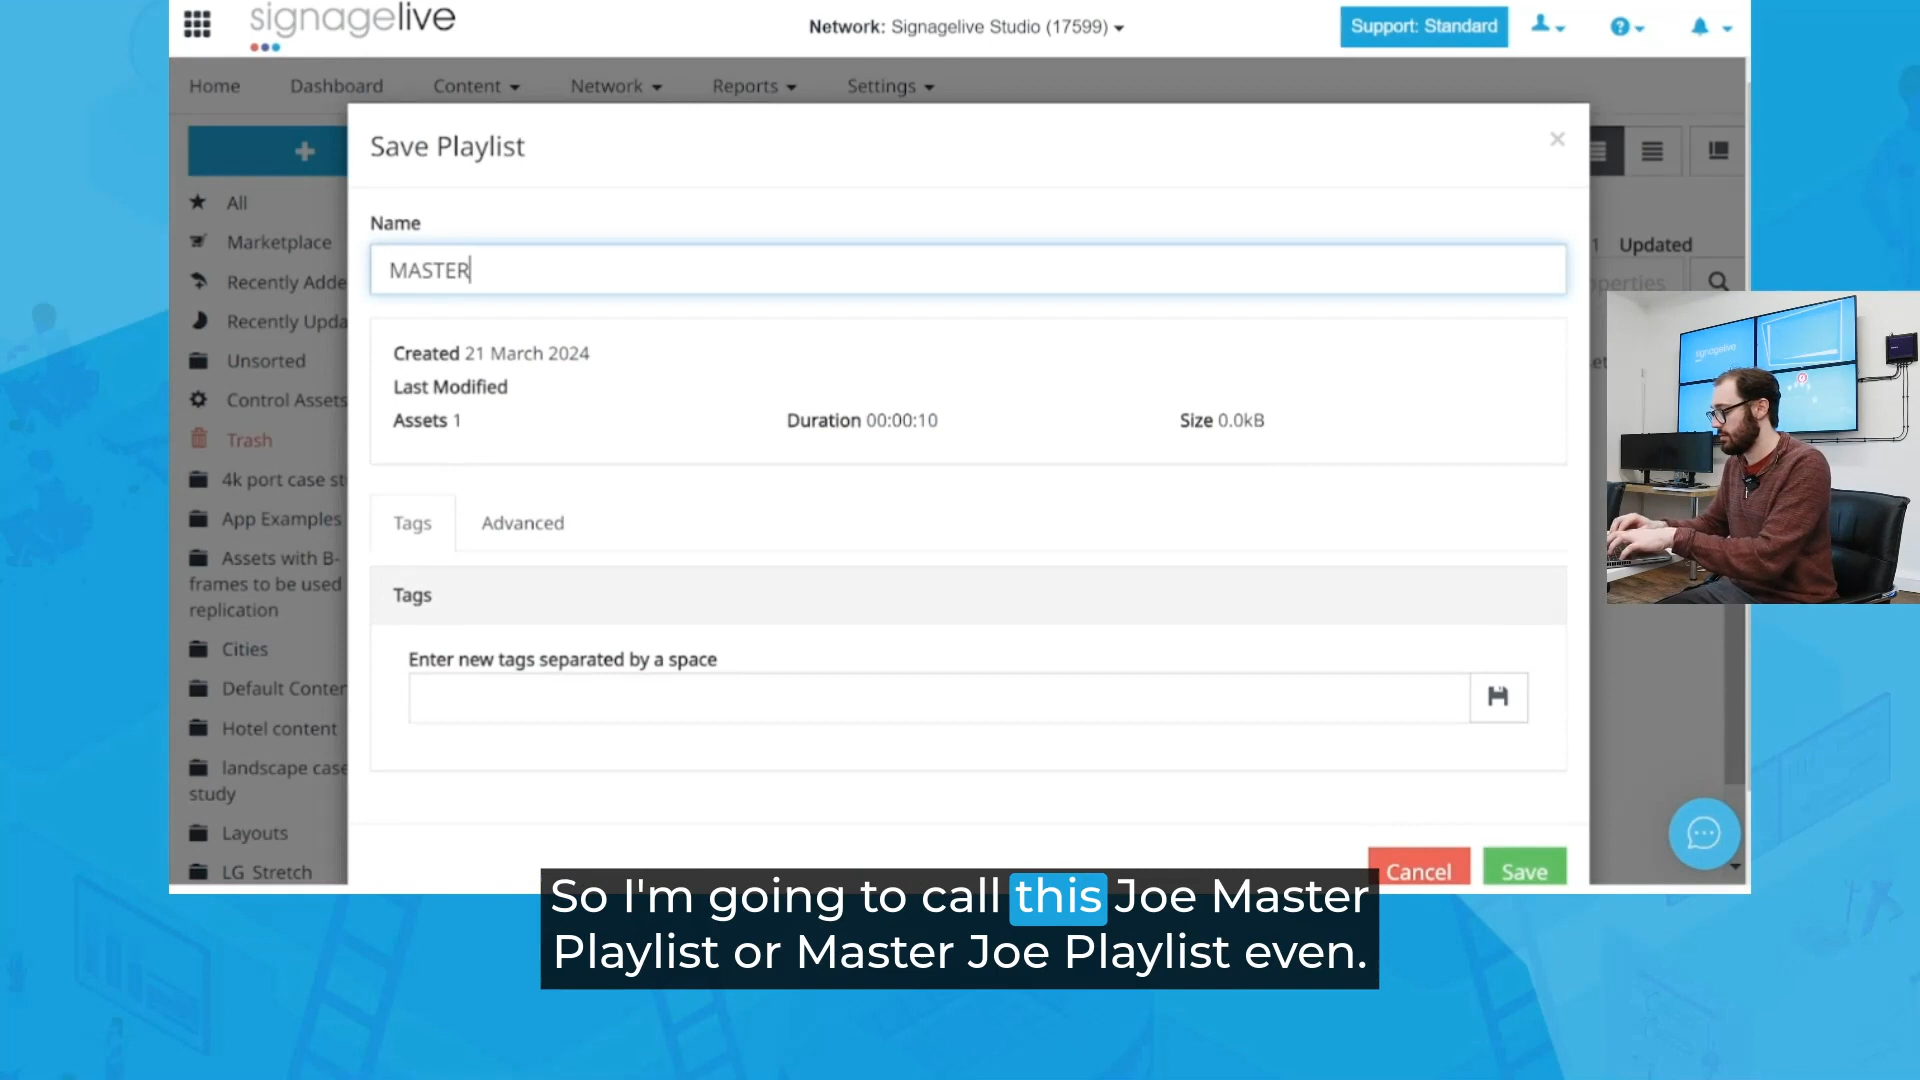 signagelive
Network: Signagelive Studio (17599)
Support: Standard
Home Dashboard Content Network Reports Settings
Save Playlist
×
All
Marketplace
Recently Adde
Recently Upda
Unsorted
Control Assets
Trash
4k port case st
App Examples
Assets with B-
frames to be used
replication
Cities
Default Conten
Hotel content
landscape case
study
Layouts
LG Stretch
Name
MASTER
Created 21 March 2024
Last Modified
Assets 1 Duration 00:00:10 Size 0.0kB
Tags Advanced
Tags
Enter new tags separated by a space
Cancel Save
Updated
operties
signagelive
So I'm going to call this Joe Master
Playlist or Master Joe Playlist even.